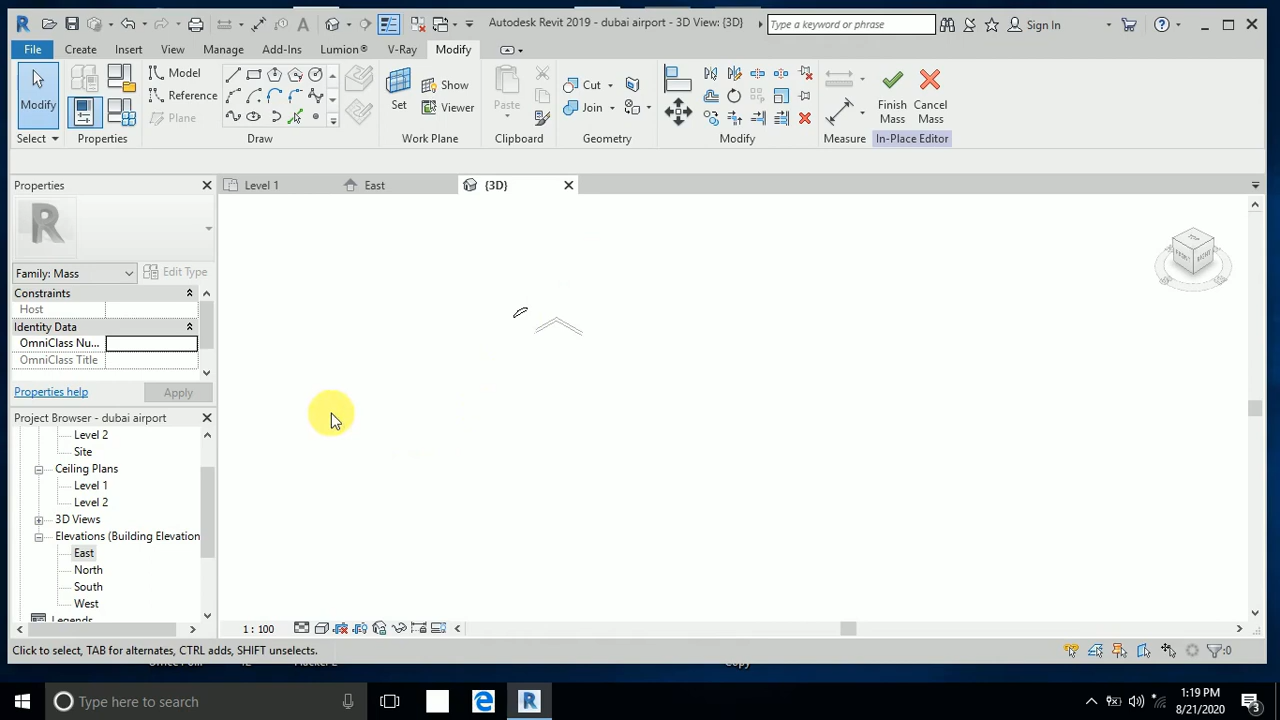 Autodesk Revit 2019 - dubai airport - 3D View: {3D}
Type a keyword or phrase
Sign In
File Create Insert View Manage Add-Ins Lumion® V-Ray Modify
Model
Reference
Plane
Show
Viewer
Set
Paste
Cut
Join
Modify
Finish Mass
Cancel Mass
Select Properties Draw Work Plane Clipboard Geometry Modify Measure In-Place Editor
Properties
Level 1 East {3D}
R
Family: Mass Edit Type
Constraints
Host
Identity Data
OmniClass Nu...
OmniClass Title
Properties help Apply
Project Browser - dubai airport
Level 2
Site
Ceiling Plans
Level 1
Level 2
3D Views
Elevations (Building Elevation
East
North
South
West
TOP
1 : 100
Click to select, TAB for alternates, CTRL adds, SHIFT unselects.
:0
Copy
Type here to search
R
1:19 PM
8/21/2020
3